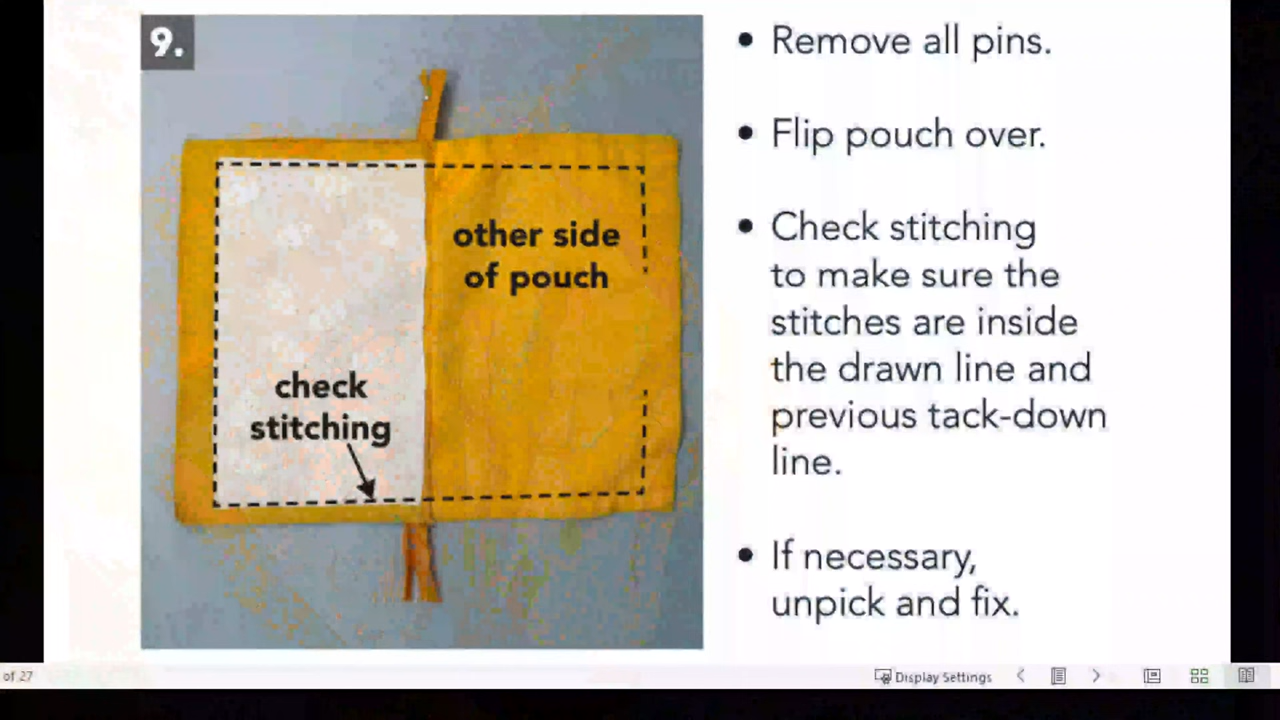 9.
other side
of pouch
check
stitching
• Remove all pins.
• Flip pouch over.
• Check stitching
to make sure the
stitches are inside
the drawn line and
previous tack-down
line.
• If necessary,
unpick and fix.
of 27
Display Settings